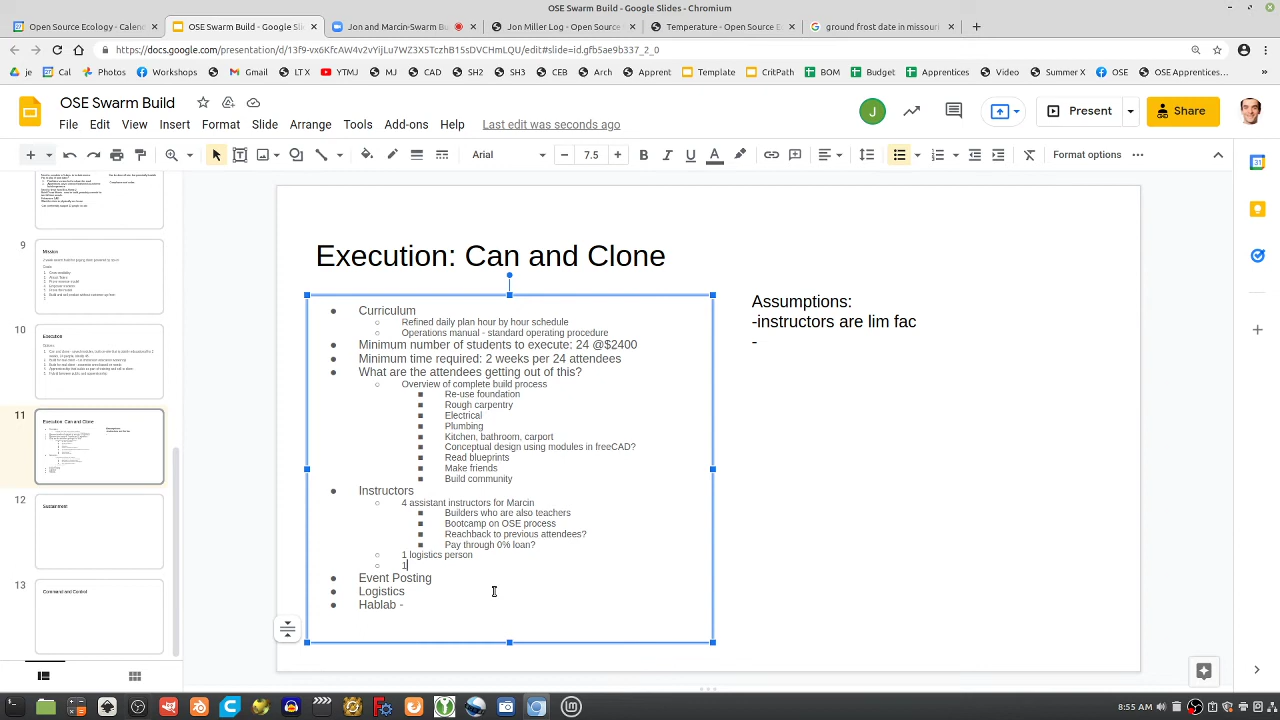 OSE Swarm Build - Google Slides - Chromium
Open Source Ecology - Calen
OSE Swarm Build - Google Sl
Jon and Marcin-Swarm Bu
Jon Miller Log - Open Source
Temperature - Open Source E
ground frost date in missouri
https://docs.google.com/presentation/d/13f9-vx6KfcAW4v2vYijLu7WZ3X5TczhB15sDVCHmLQU/edit#slide=id.gfb5ae9b337_2_0
je
Cal
Photos
Workshops
Gmail
LTX
YTMJ
MJ
CAD
SH2
SH3
CEB
Arch
Apprent
Template
CritPath
BOM
Budget
Apprentices
Video
Summer X
OSE
OSE Apprentices...
OSE Swarm Build
File Edit View Insert Format Slide Arrange Tools Add-ons Help Last edit was seconds ago
J
Present
Share
Arial
7.5
B I U A
Format options
9
Mission
10
Execution
11
Execution: Can and Clone
12
Sustainment
13
Command and Control
Execution: Can and Clone
Curriculum
Refined daily plan hour by hour schedule
Operations manual - standard operating procedure
Minimum number of students to execute: 24 @$2400
Minimum time required: 2 weeks per 24 attendees
What are the attendees getting out of this?
Overview of complete build process
Re-use foundation
Rough carpentry
Electrical
Plumbing
Kitchen, bathroom, carport
Conceptual design using modules in freeCAD?
Read blueprints
Make friends
Build community
Instructors
4 assistant instructors for Marcin
Builders who are also teachers
Bootcamp on OSE process
Reachback to previous attendees?
Pay through 0% loan?
1 logistics person
1
Event Posting
Logistics
Hablab -
Assumptions:
-instructors are lim fac
-
8:55 AM